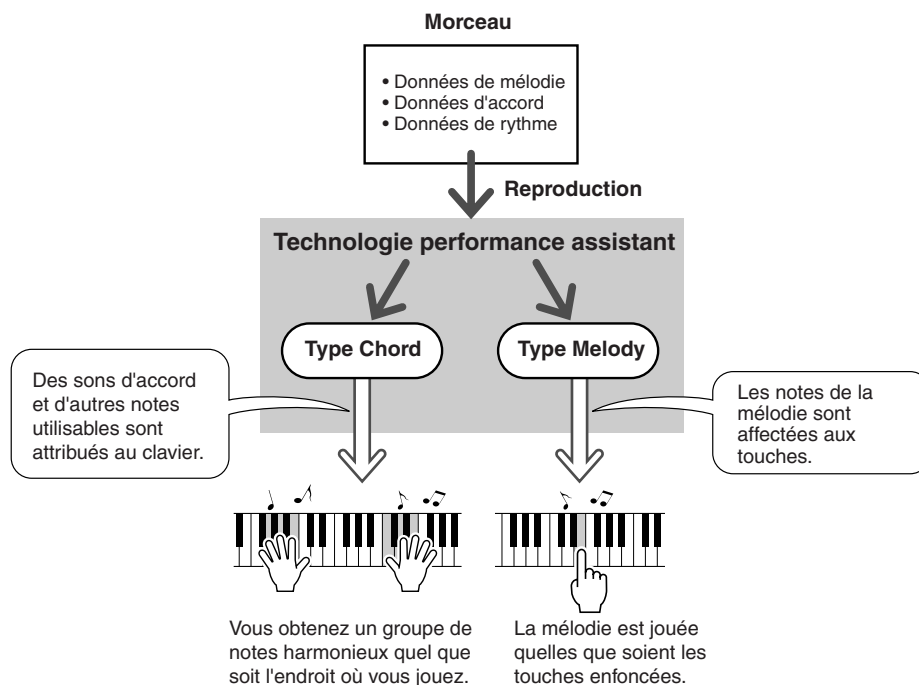 Morceau
• Données de mélodie
• Données d'accord
• Données de rythme
Reproduction
Technologie performance assistant
Type Chord
Type Melody
Des sons d'accord
et d'autres notes
utilisables sont
attribués au clavier.
Les notes de la
mélodie sont
affectées aux
touches.
Vous obtenez un groupe de
notes harmonieux quel que
soit l'endroit où vous jouez.
La mélodie est jouée
quelles que soient les
touches enfoncées.